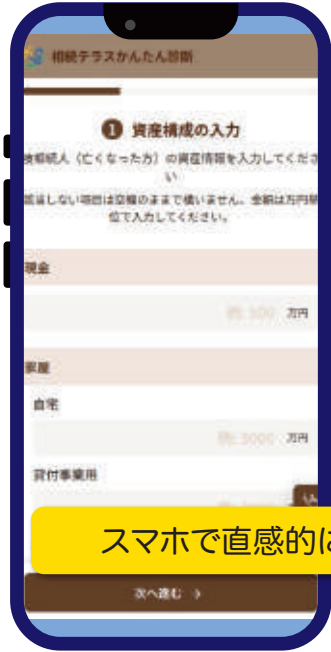 相続テラスかんたん診断
1 資産構成の入力
被相続人（亡くなった方）の資産情報を入力してくださ
い
該当しない項目は空欄のままで構いません。金額は万円単
位で入力してください。
現金
例: 500 万円
家屋
自宅
例: 3000 万円
貸付事業用
スマホで直感的に
次へ進む →